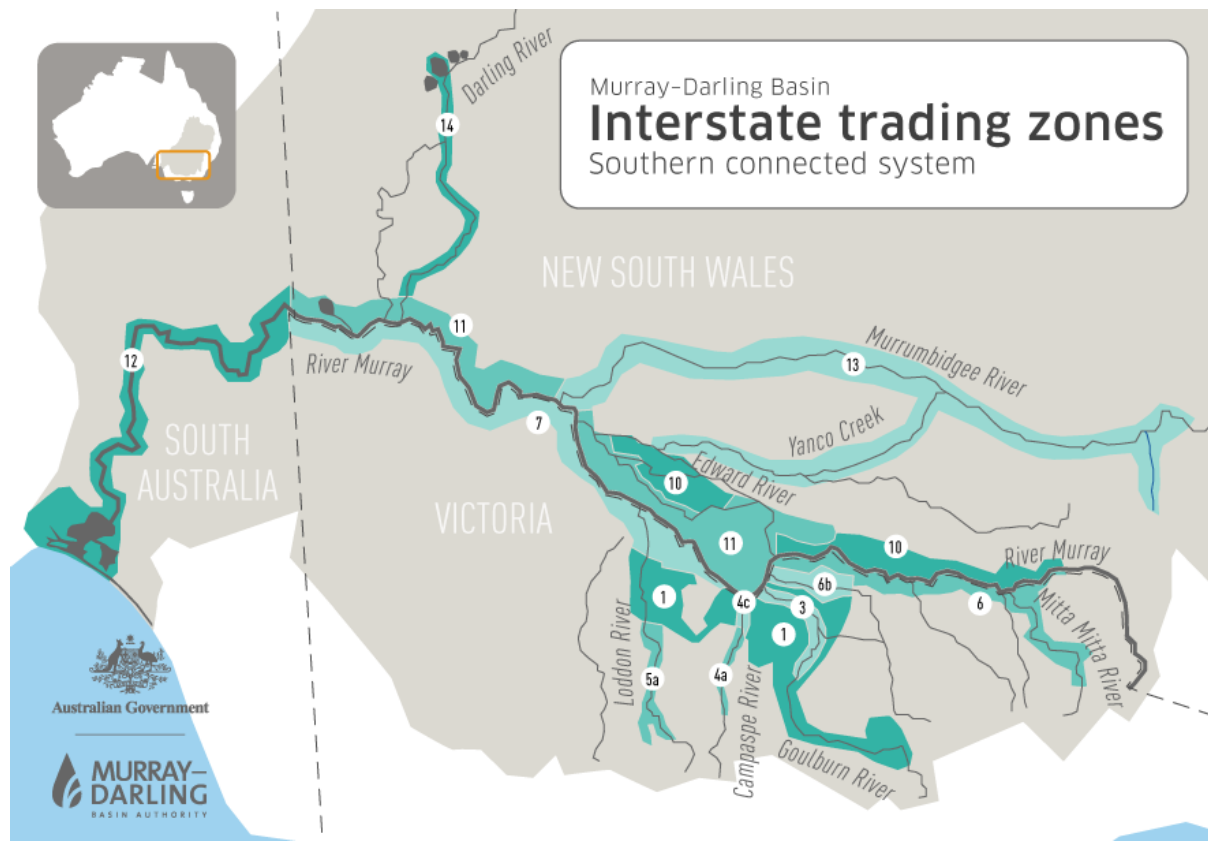 Murray–Darling Basin
Interstate trading zones
Southern connected system
Darling River
14
NEW SOUTH WALES
11
12
River Murray
Murrumbidgee River
13
7
SOUTH
AUSTRALIA
Yanco Creek
Edward River
10
VICTORIA
11
10
River Murray
6b
6
1
4c
3
1
Mitta Mitta River
Loddon River
5a
4a
Campaspe River
Goulburn River
Australian Government
MURRAY–
DARLING
BASIN AUTHORITY